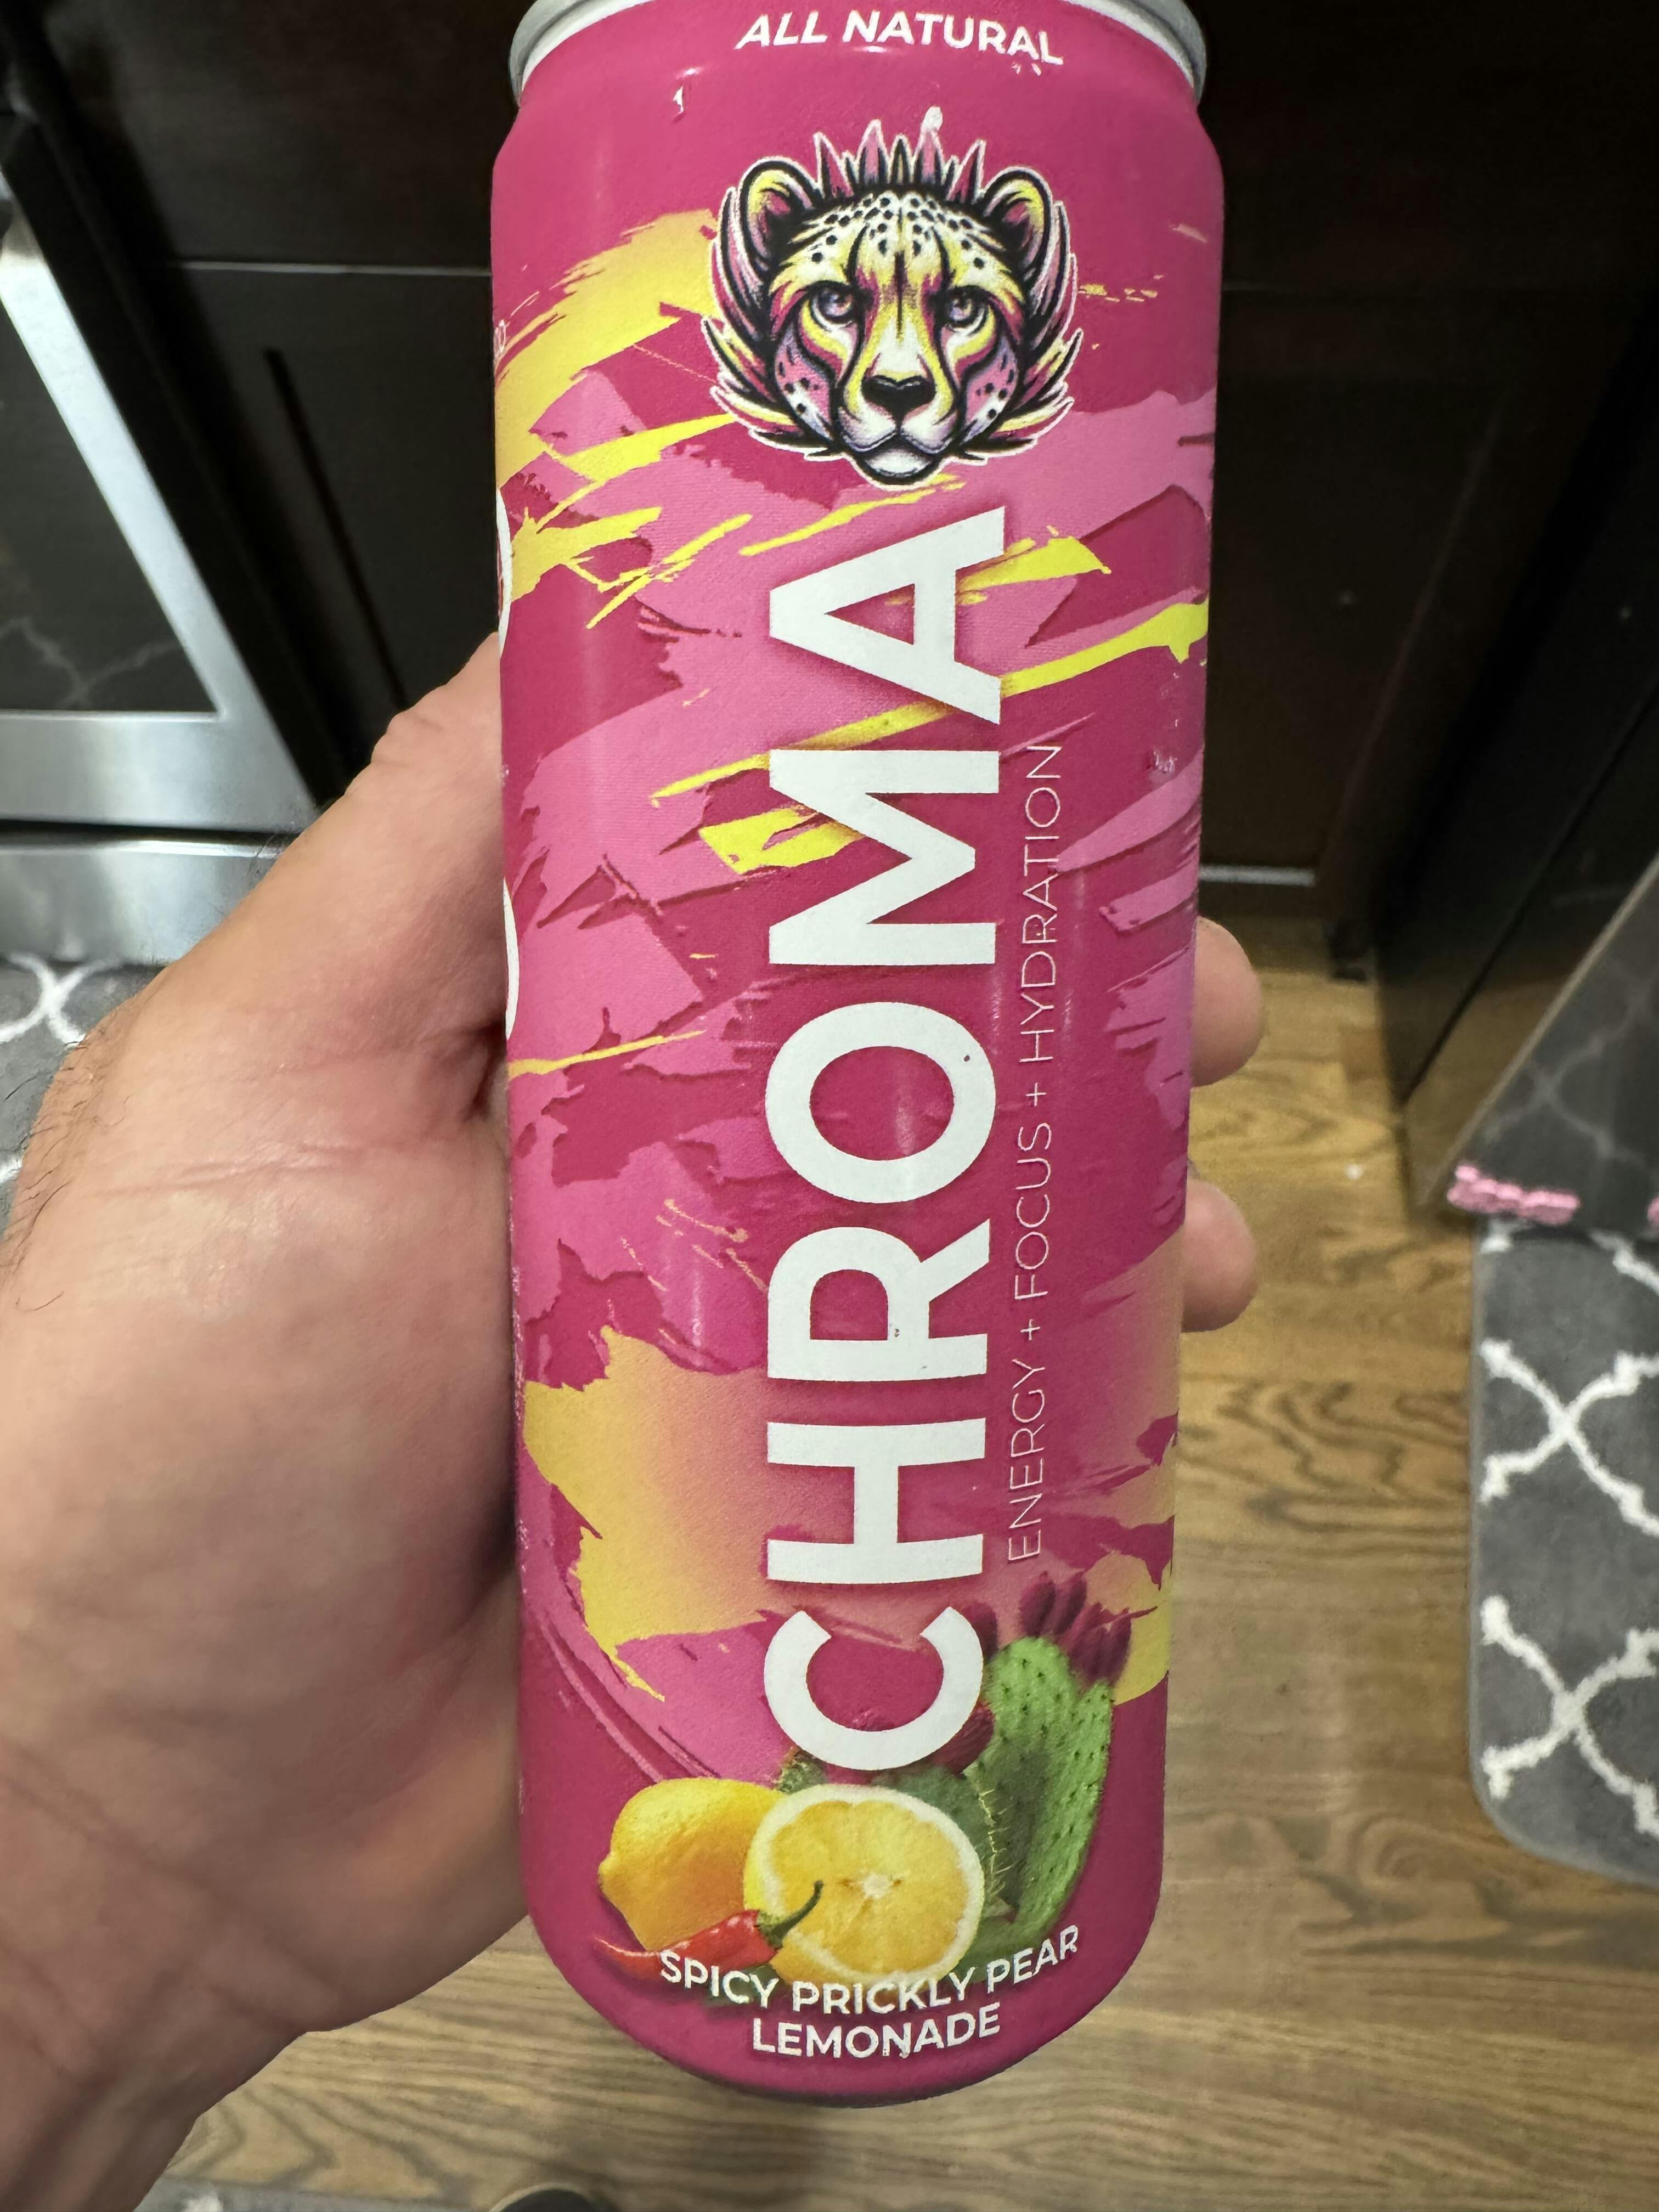 ALL NATURAL
CHROMA
ENERGY + FOCUS + HYDRATION
SPICY PRICKLY PEAR
LEMONADE